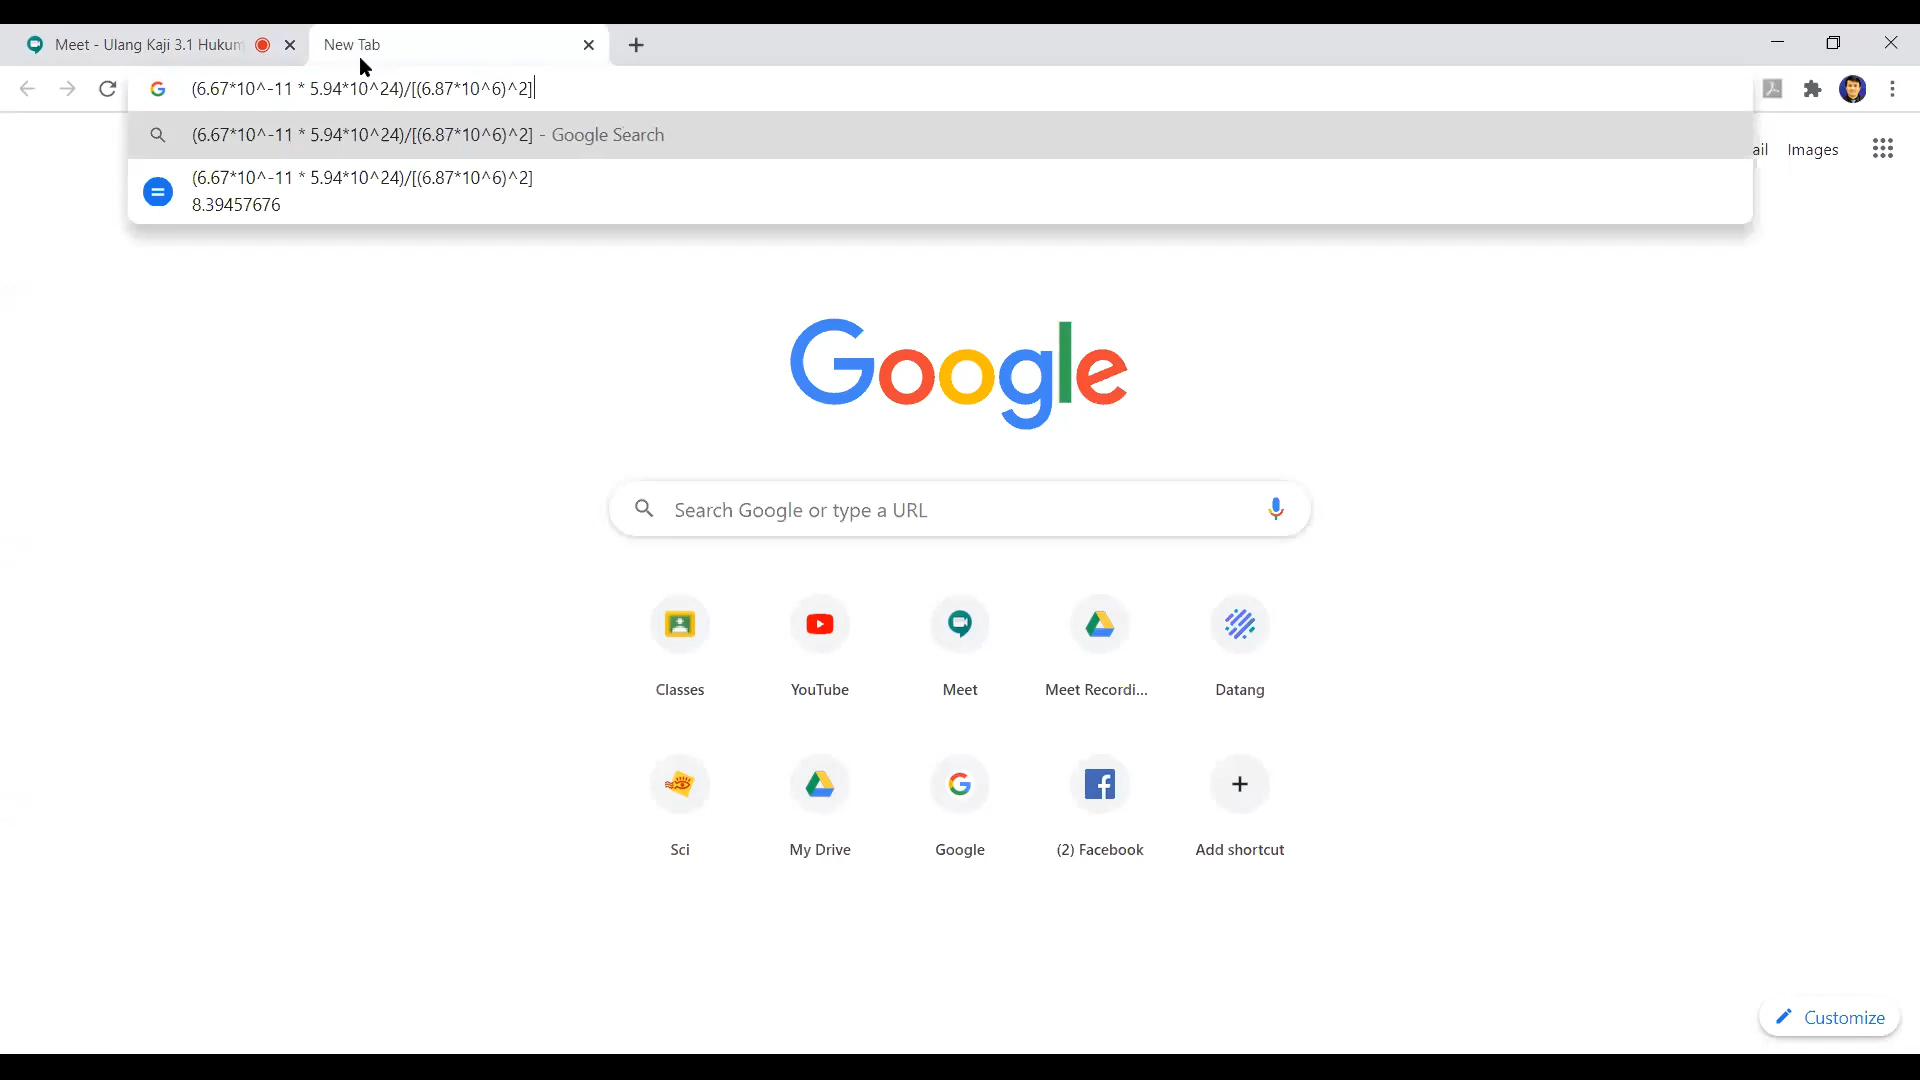 Meet - Ulang Kaji 3.1 Hukum
New Tab
(6.67*10^-11 * 5.94*10^24)/[(6.87*10^6)^2]
(6.67*10^-11 * 5.94*10^24)/[(6.87*10^6)^2] - Google Search
(6.67*10^-11 * 5.94*10^24)/[(6.87*10^6)^2]
8.39457676
ail Images
Google
Search Google or type a URL
Classes YouTube Meet Meet Recordi... Datang
Sci My Drive Google (2) Facebook Add shortcut
Customize